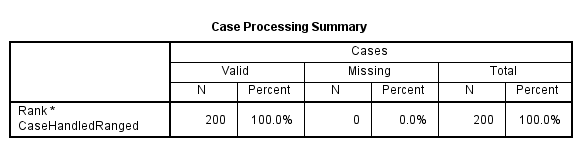 Case Processing Summary
Cases
Valid Missing Total
N Percent N Percent N Percent
Rank *
CaseHandledRanged 200 100.0% 0 0.0% 200 100.0%